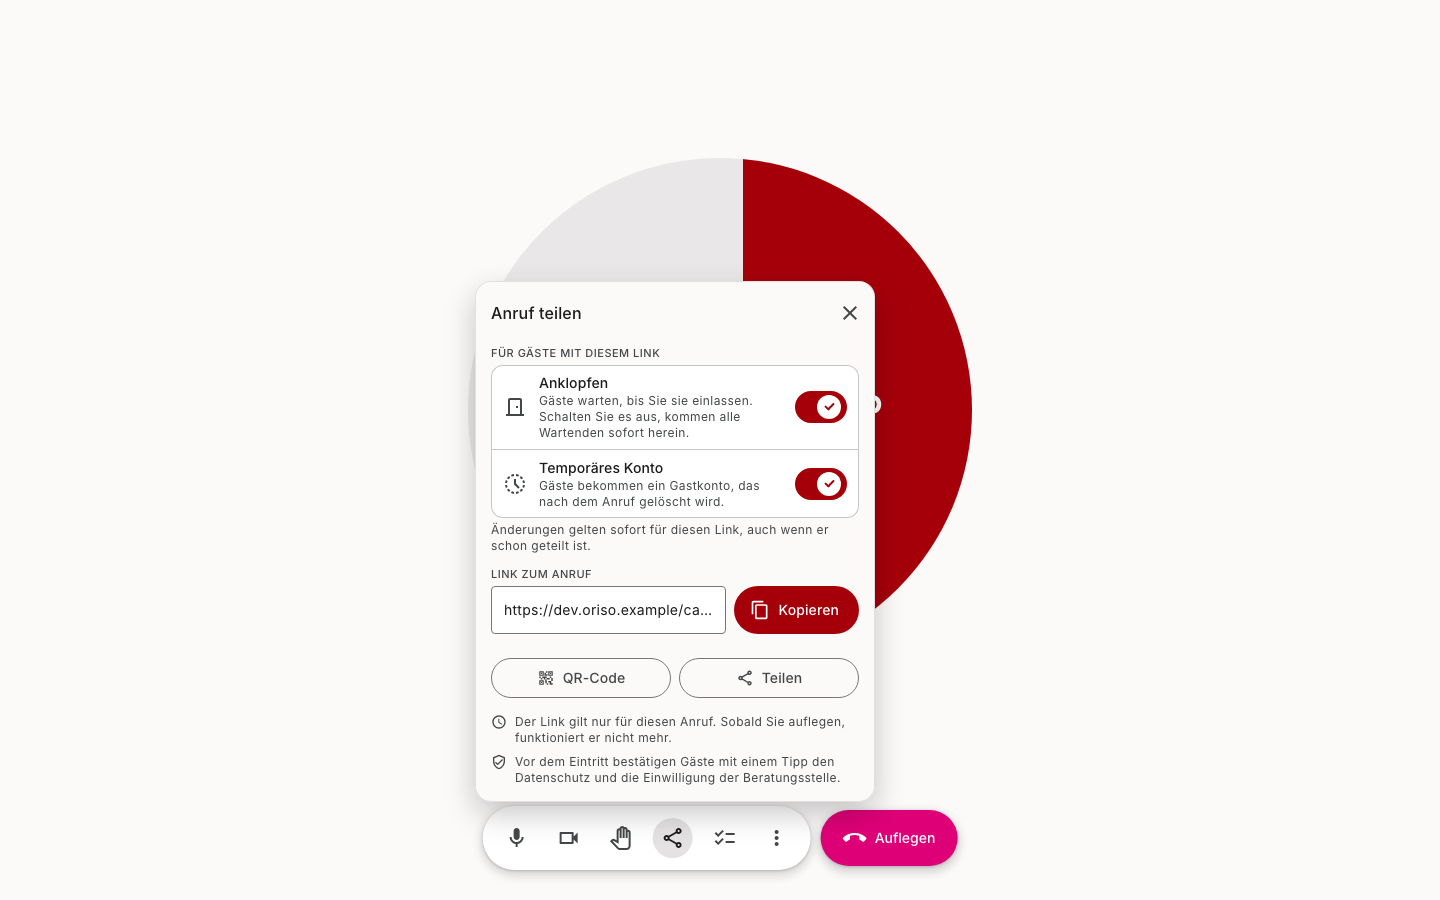 Anruf teilen
FÜR GÄSTE MIT DIESEM LINK
Anklopfen
Gäste warten, bis Sie sie einlassen.
Schalten Sie es aus, kommen alle
Wartenden sofort herein.
Temporäres Konto
Gäste bekommen ein Gastkonto, das
nach dem Anruf gelöscht wird.
Änderungen gelten sofort für diesen Link, auch wenn er
schon geteilt ist.
LINK ZUM ANRUF
https://dev.oriso.example/ca...
Kopieren
QR-Code
Teilen
Der Link gilt nur für diesen Anruf. Sobald Sie auflegen,
funktioniert er nicht mehr.
Vor dem Eintritt bestätigen Gäste mit einem Tipp den
Datenschutz und die Einwilligung der Beratungsstelle.
Auflegen